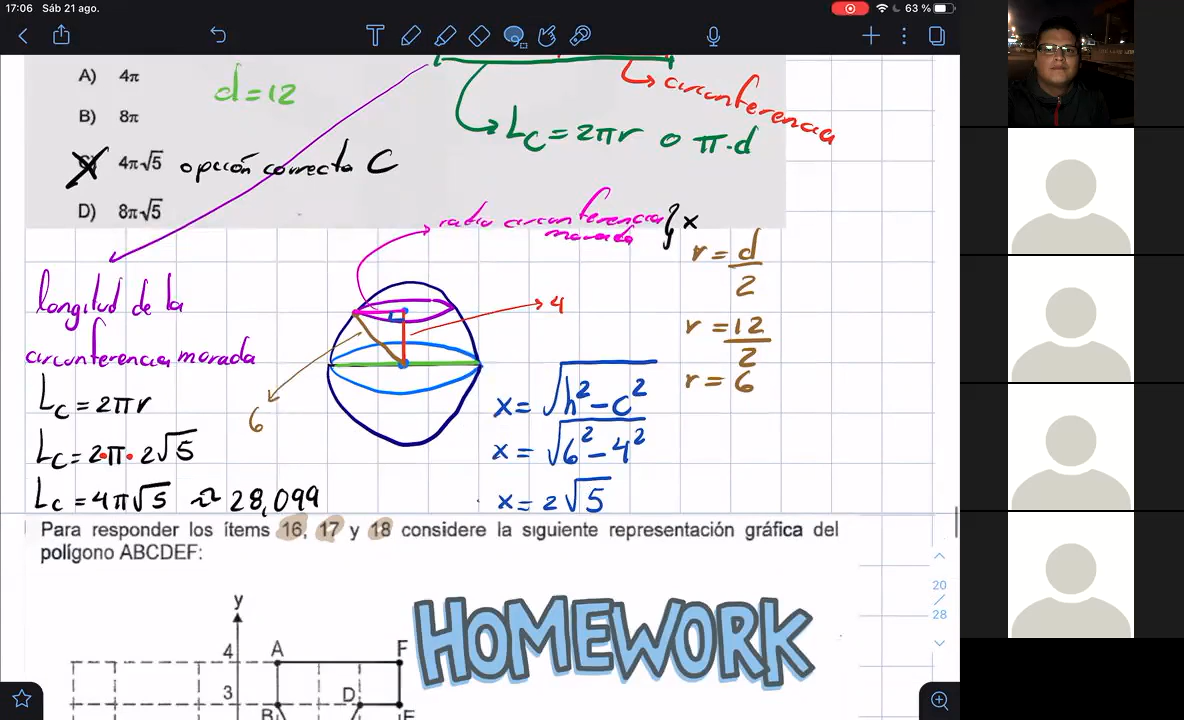 17:06 Sáb 21 ago.
63 %
A) 4π
d=12
circunferencia
B) 8π
Lc = 2πr o π·d
4π√5 opción correcta C
D) 8π√5
radio circunferencia
morada
} x
r = d/2
longitud de la
circunferencia morada
4
r = 12/2
r = 6
Lc = 2πr
6
x = √h² - c²
Lc = 2·π·2√5
x = √6² - 4²
Lc = 4π√5 ≈ 28,099
x = 2√5
Para responder los ítems 16, 17 y 18 considere la siguiente representación gráfica del
polígono ABCDEF:
20
/
28
HOMEWORK
y
4 A F
3 D
B E